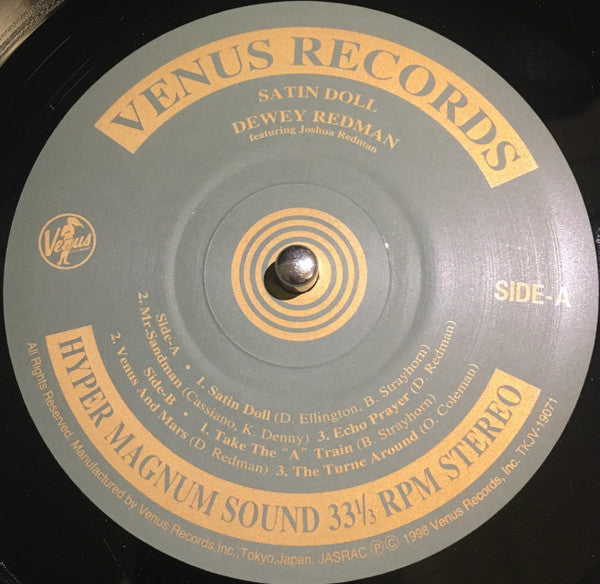 VENUS RECORDS
SATIN DOLL
DEWEY REDMAN
featuring Joshua Redman
Venus
SIDE-A
Side-A • 1. Satin Doll (D. Ellington, B. Strayhorn)
2. Mr.Sandman (Cassiano, K. Denny) 3. Echo Prayer (D. Redman)
Side-B • 1. Take The "A" Train (B. Strayhorn)
2. Venus And Mars (D. Redman) 3. The Turne Around (O. Coleman)
HYPER MAGNUM SOUND 33⅓ RPM STEREO
All Rights Reserved. Manufactured by Venus Records,Inc.,Tokyo,Japan. JASRAC ℗© 1998 Venus Records, Inc. TKJV-19071